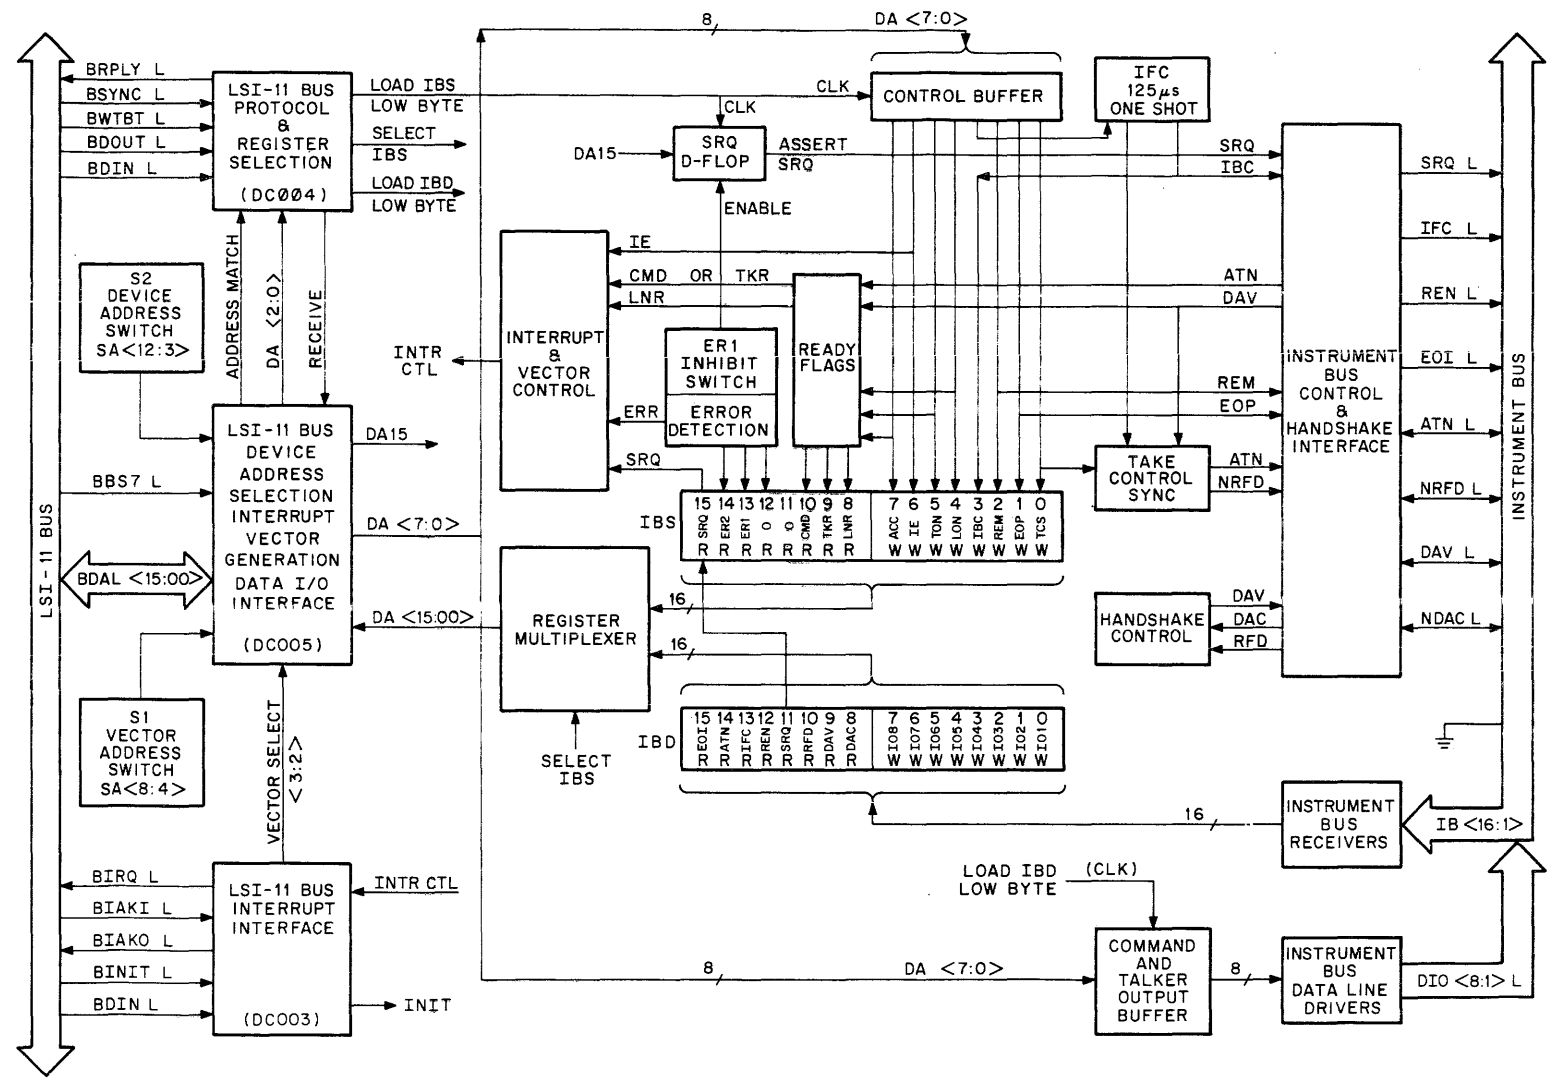 8
DA <7:0>
BRPLY L
BSYNC L
BWTBT L
BDOUT L
BDIN L
LSI-11 BUS
PROTOCOL
&
REGISTER
SELECTION
(DC004)
LOAD IBS
LOW BYTE
SELECT
IBS
LOAD IBD
LOW BYTE
CLK
CLK
CONTROL BUFFER
IFC
125μs
ONE SHOT
DA15
SRQ
D-FLOP
ASSERT
SRQ
ENABLE
SRQ
IBC
SRQ L
IFC L
REN L
EOI L
ATN L
NRFD L
DAV L
NDAC L
INSTRUMENT BUS
S2
DEVICE
ADDRESS
SWITCH
SA<12:3>
ADDRESS MATCH
DA <2:0>
RECEIVE
INTR
CTL
INTERRUPT
&
VECTOR
CONTROL
IE
CMD OR TKR
LNR
ERR
SRQ
ER1
INHIBIT
SWITCH
ERROR
DETECTION
READY
FLAGS
ATN
DAV
REM
EOP
INSTRUMENT
BUS
CONTROL
&
HANDSHAKE
INTERFACE
TAKE
CONTROL
SYNC
ATN
NRFD
LSI-11 BUS
DEVICE
ADDRESS
SELECTION
INTERRUPT
VECTOR
GENERATION
DATA I/O
INTERFACE
(DC005)
DA15
BBS7 L
BDAL <15:00>
LSI-11 BUS
DA <7:0>
DA <15:00>
IBS
15 14 13 12 11 10 9 8 7 6 5 4 3 2 1 0
SRQ ER2 ER1 0 0 CMD TKR LNR ACC IE TON LON IBC REM EOP TCS
R R R R R R R R W W W W W W W W
REGISTER
MULTIPLEXER
16
16
SELECT
IBS
HANDSHAKE
CONTROL
DAV
DAC
RFD
IBD
15 14 13 12 11 10 9 8 7 6 5 4 3 2 1 0
EOI ATN IFC REN SRQ RFD DAV DAC IO8 IO7 IO6 IO5 IO4 IO3 IO2 IO1
R R R R R R R R W W W W W W W W
S1
VECTOR
ADDRESS
SWITCH
SA<8:4>
VECTOR SELECT
<3:2>
16
INSTRUMENT
BUS
RECEIVERS
IB <16:1>
BIRQ L
BIAKI L
BIAKO L
BINIT L
BDIN L
LSI-11 BUS
INTERRUPT
INTERFACE
(DC003)
INTR CTL
INIT
LOAD IBD (CLK)
LOW BYTE
8
DA <7:0>
COMMAND
AND
TALKER
OUTPUT
BUFFER
8
INSTRUMENT
BUS
DATA LINE
DRIVERS
DIO <8:1> L